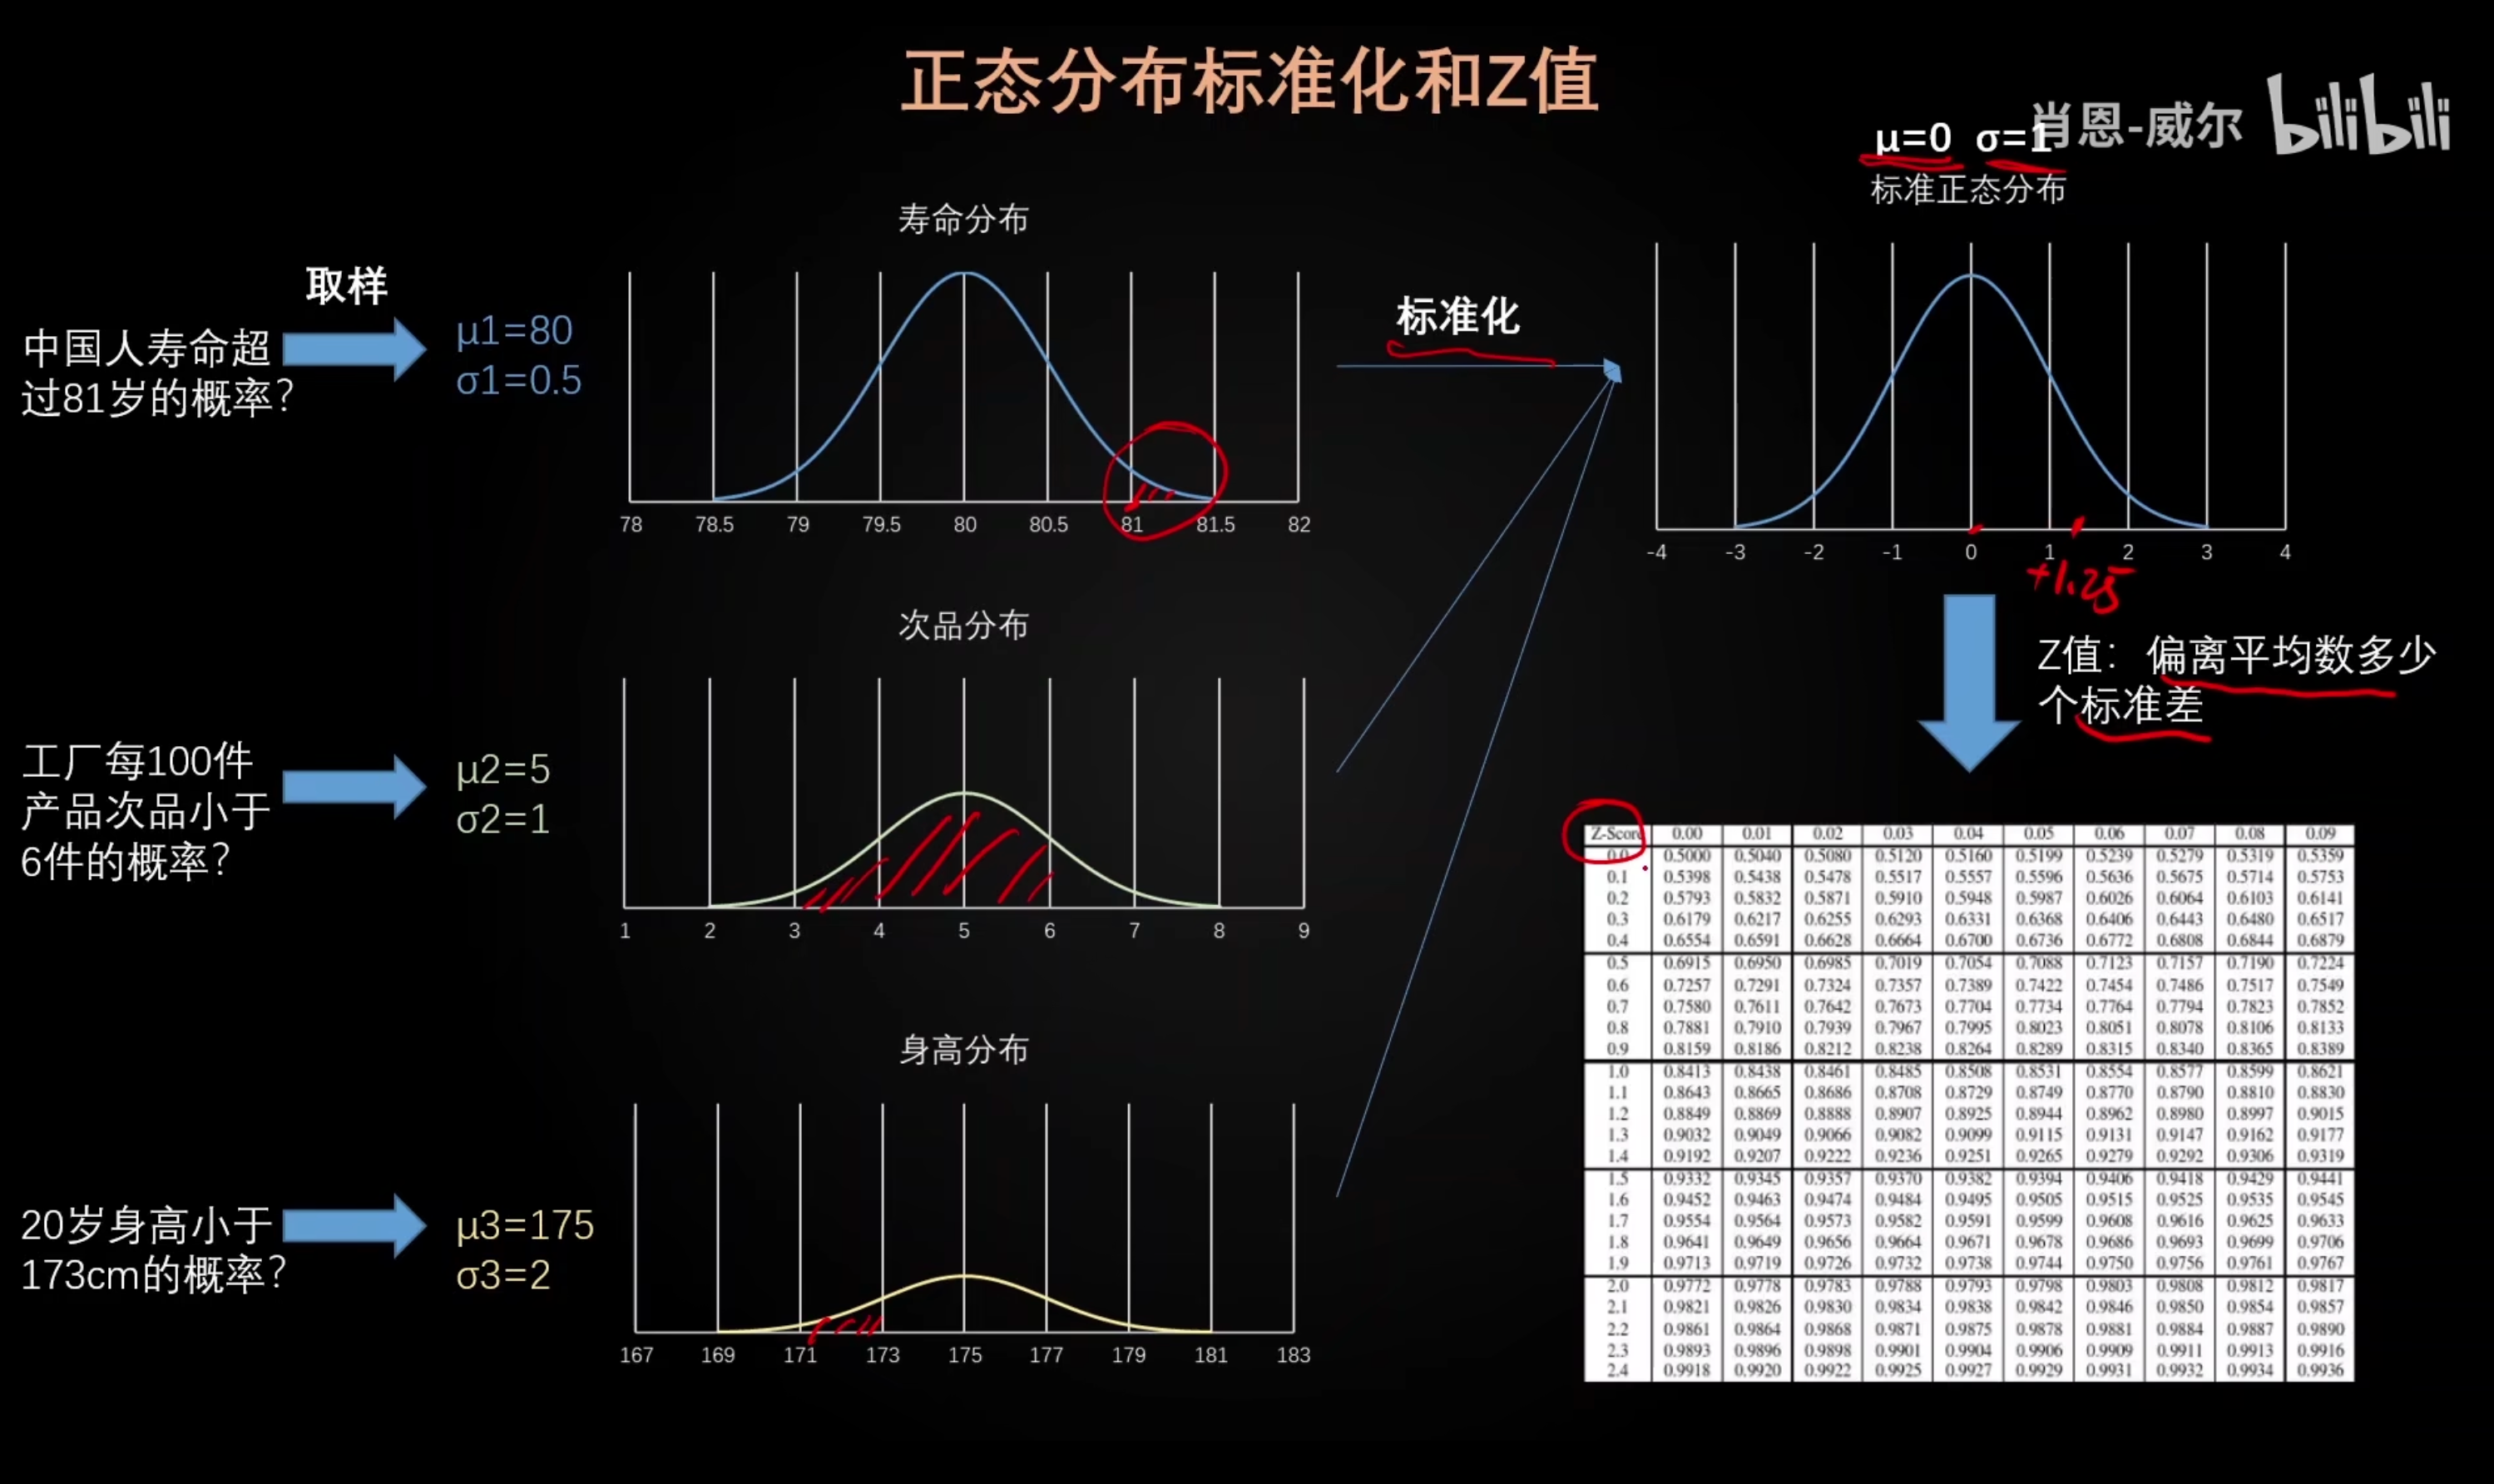 正态分布标准化和Z值
肖恩-威尔 bilibili
μ=0 σ=1
标准正态分布
-4 -3 -2 -1 0 1 2 3 4
+1.25
取样
中国人寿命超
过81岁的概率？
μ1=80
σ1=0.5
寿命分布
78 78.5 79 79.5 80 80.5 81 81.5 82
标准化
工厂每100件
产品次品小于
6件的概率？
μ2=5
σ2=1
次品分布
1 2 3 4 5 6 7 8 9
20岁身高小于
173cm的概率？
μ3=175
σ3=2
身高分布
167 169 171 173 175 177 179 181 183
Z值：偏离平均数多少
个标准差
Z-Score 0.00 0.01 0.02 0.03 0.04 0.05 0.06 0.07 0.08 0.09
0.0 0.5000 0.5040 0.5080 0.5120 0.5160 0.5199 0.5239 0.5279 0.5319 0.5359
0.1 0.5398 0.5438 0.5478 0.5517 0.5557 0.5596 0.5636 0.5675 0.5714 0.5753
0.2 0.5793 0.5832 0.5871 0.5910 0.5948 0.5987 0.6026 0.6064 0.6103 0.6141
0.3 0.6179 0.6217 0.6255 0.6293 0.6331 0.6368 0.6406 0.6443 0.6480 0.6517
0.4 0.6554 0.6591 0.6628 0.6664 0.6700 0.6736 0.6772 0.6808 0.6844 0.6879
0.5 0.6915 0.6950 0.6985 0.7019 0.7054 0.7088 0.7123 0.7157 0.7190 0.7224
0.6 0.7257 0.7291 0.7324 0.7357 0.7389 0.7422 0.7454 0.7486 0.7517 0.7549
0.7 0.7580 0.7611 0.7642 0.7673 0.7704 0.7734 0.7764 0.7794 0.7823 0.7852
0.8 0.7881 0.7910 0.7939 0.7967 0.7995 0.8023 0.8051 0.8078 0.8106 0.8133
0.9 0.8159 0.8186 0.8212 0.8238 0.8264 0.8289 0.8315 0.8340 0.8365 0.8389
1.0 0.8413 0.8438 0.8461 0.8485 0.8508 0.8531 0.8554 0.8577 0.8599 0.8621
1.1 0.8643 0.8665 0.8686 0.8708 0.8729 0.8749 0.8770 0.8790 0.8810 0.8830
1.2 0.8849 0.8869 0.8888 0.8907 0.8925 0.8944 0.8962 0.8980 0.8997 0.9015
1.3 0.9032 0.9049 0.9066 0.9082 0.9099 0.9115 0.9131 0.9147 0.9162 0.9177
1.4 0.9192 0.9207 0.9222 0.9236 0.9251 0.9265 0.9279 0.9292 0.9306 0.9319
1.5 0.9332 0.9345 0.9357 0.9370 0.9382 0.9394 0.9406 0.9418 0.9429 0.9441
1.6 0.9452 0.9463 0.9474 0.9484 0.9495 0.9505 0.9515 0.9525 0.9535 0.9545
1.7 0.9554 0.9564 0.9573 0.9582 0.9591 0.9599 0.9608 0.9616 0.9625 0.9633
1.8 0.9641 0.9649 0.9656 0.9664 0.9671 0.9678 0.9686 0.9693 0.9699 0.9706
1.9 0.9713 0.9719 0.9726 0.9732 0.9738 0.9744 0.9750 0.9756 0.9761 0.9767
2.0 0.9772 0.9778 0.9783 0.9788 0.9793 0.9798 0.9803 0.9808 0.9812 0.9817
2.1 0.9821 0.9826 0.9830 0.9834 0.9838 0.9842 0.9846 0.9850 0.9854 0.9857
2.2 0.9861 0.9864 0.9868 0.9871 0.9875 0.9878 0.9881 0.9884 0.9887 0.9890
2.3 0.9893 0.9896 0.9898 0.9901 0.9904 0.9906 0.9909 0.9911 0.9913 0.9916
2.4 0.9918 0.9920 0.9922 0.9925 0.9927 0.9929 0.9931 0.9932 0.9934 0.9936